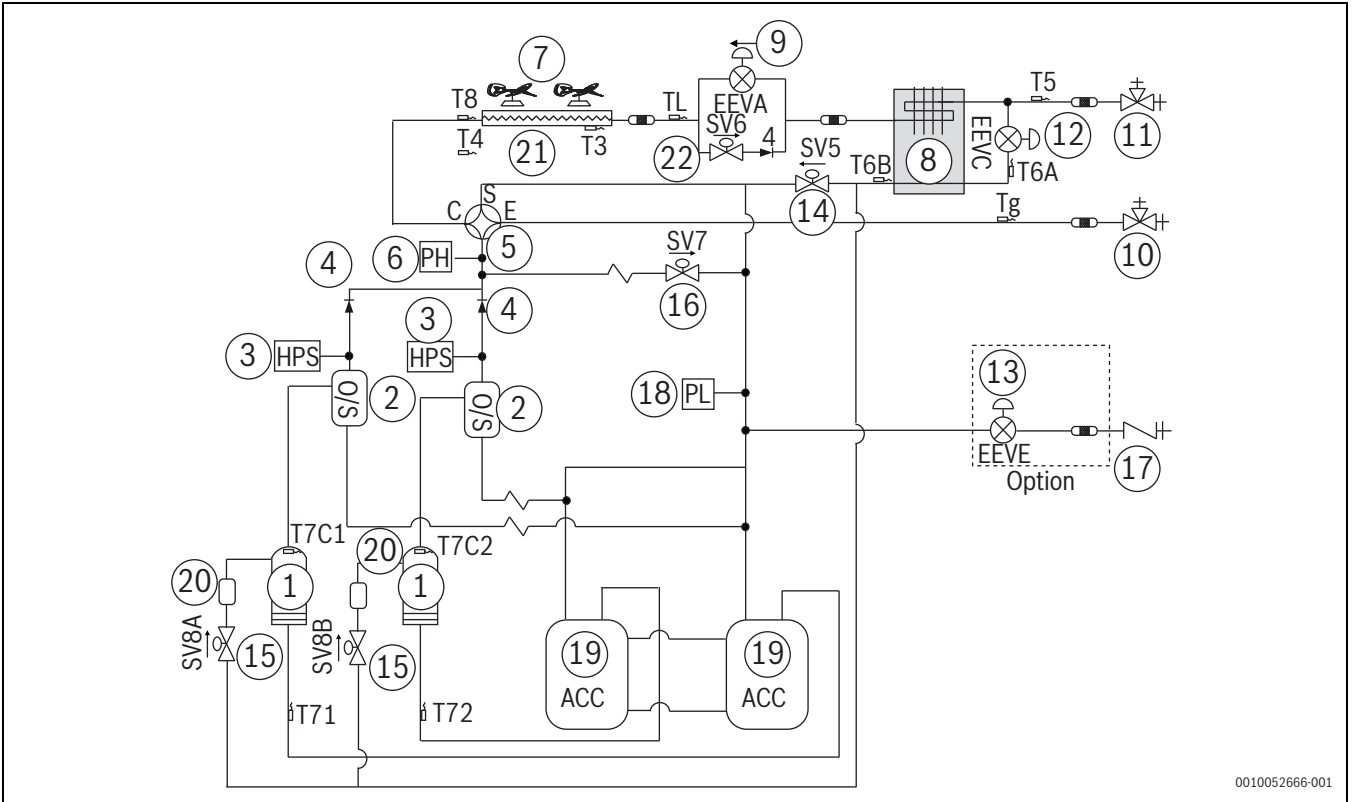 7
9
T8
T4
T3
21
TL
EEVA
SV6
4
22
SV5
14
T6B
8
EEVC
T6A
T5
12
11
Tg
10
S
C
E
5
6
PH
SV7
16
4
4
3
HPS
3
HPS
S/O
2
S/O
2
18
PL
13
EEVE
Option
17
T7C1
T7C2
20
20
1
1
SV8A
15
SV8B
15
T71
T72
19
ACC
19
ACC
0010052666-001